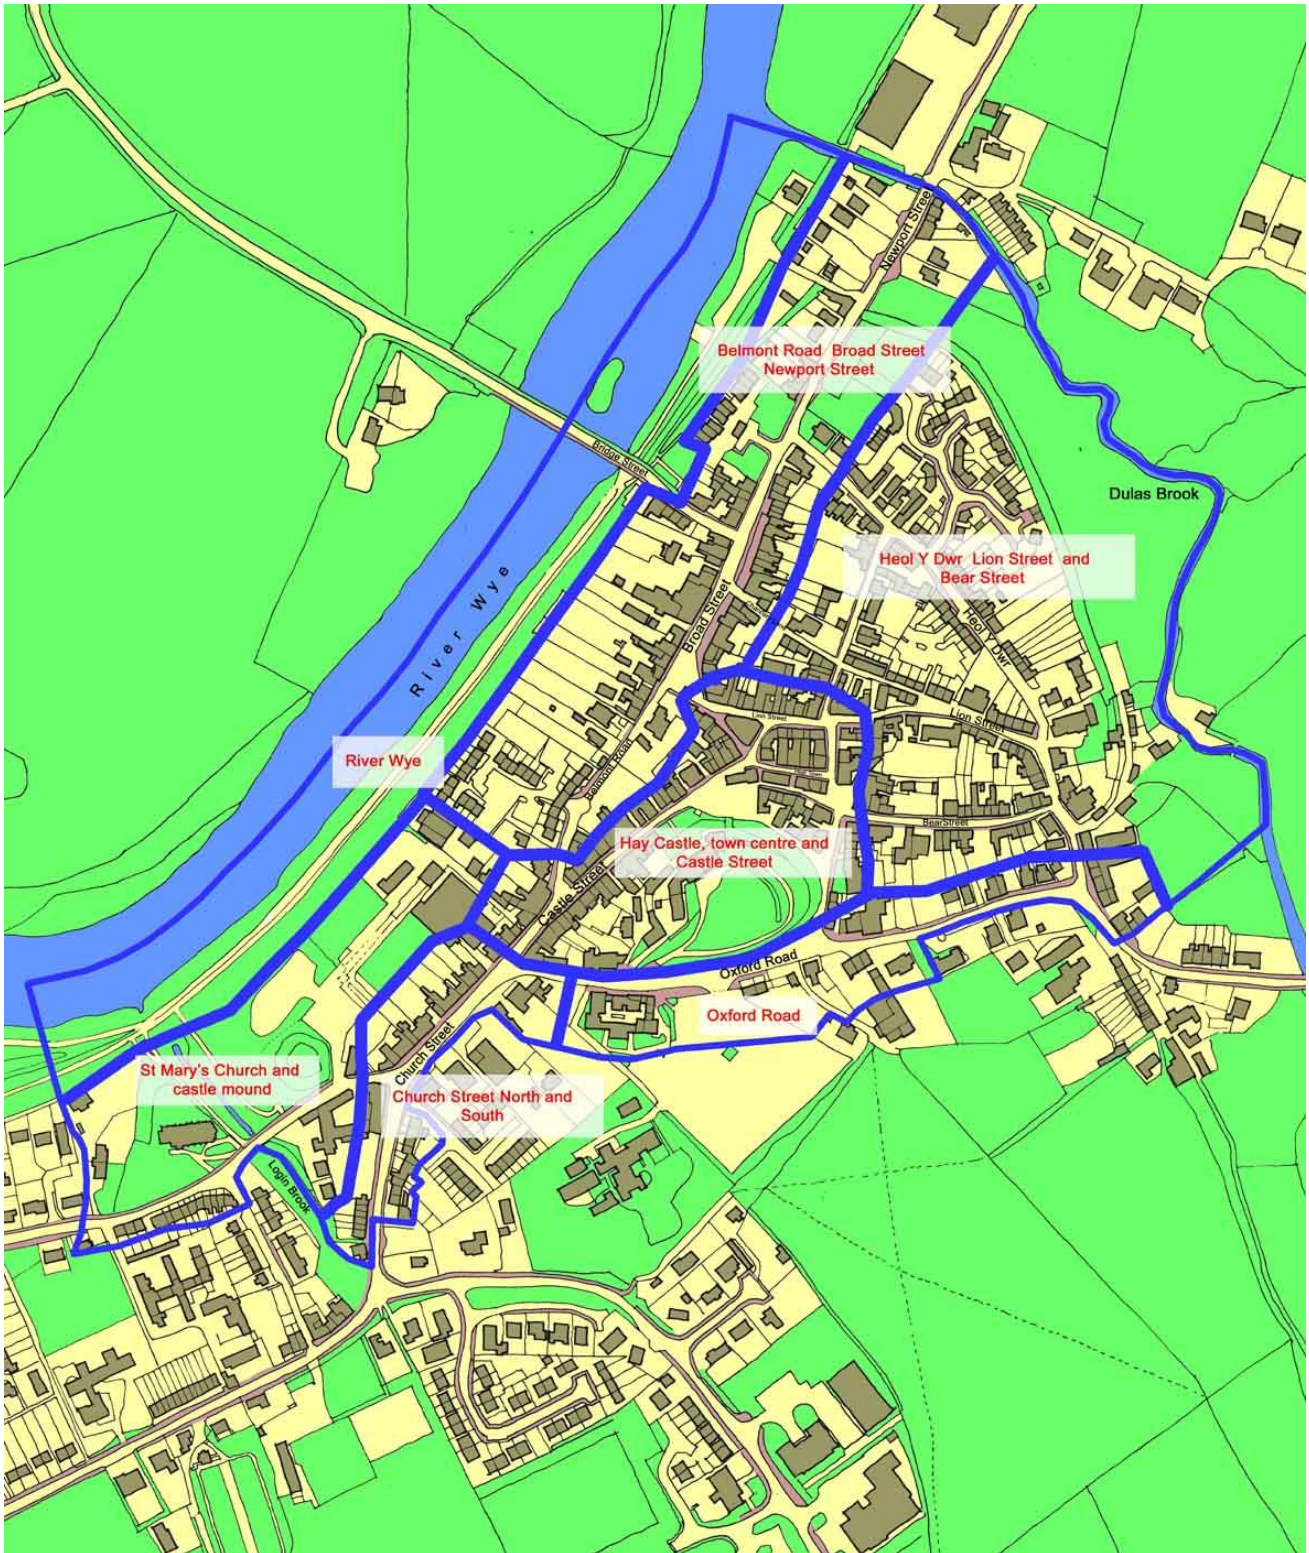 Newport Street
Belmont Road Broad Street
Newport Street
Bridge Street
Dulas Brook
Heol Y Dwr Lion Street and
Bear Street
River Wye
Broad Street
Heol Y Dwr
Lion Street
Lion Street
River Wye
Belmont Road
Bear Street
Hay Castle, town centre and
Castle Street
Castle Street
Oxford Road
Oxford Road
St Mary's Church and
castle mound
Church Street
Church Street North and
South
Login Brook